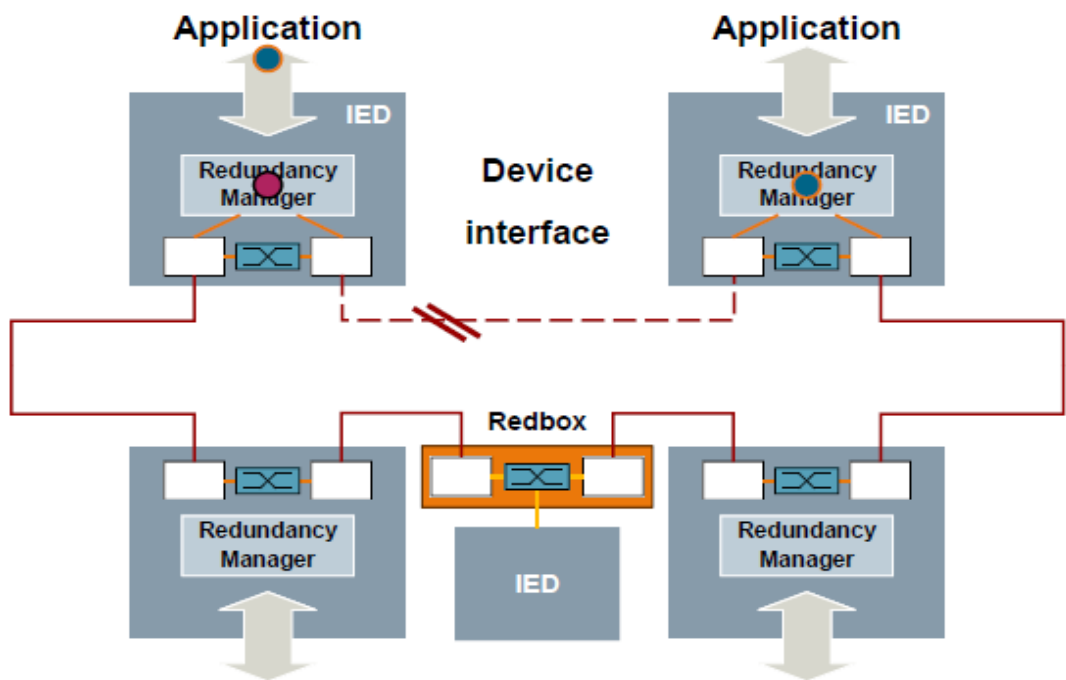 Application
Application
IED
IED
Redundancy
Manager
Device
interface
Redundancy
Manager
Redbox
Redundancy
Manager
IED
Redundancy
Manager